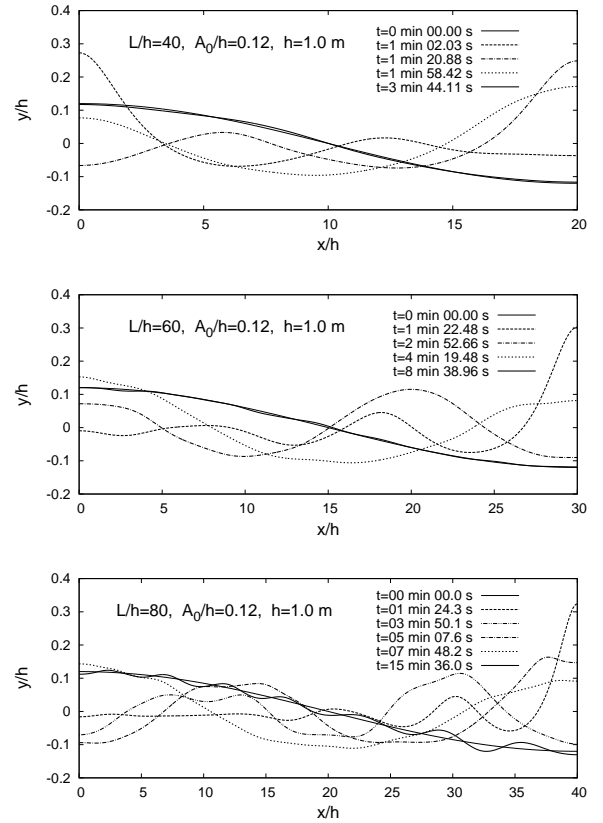 0.4
0.3
0.2
0.1
0
-0.1
-0.2
y/h
L/h=40, A0/h=0.12, h=1.0 m
t=0 min 00.00 s
t=1 min 02.03 s
t=1 min 20.88 s
t=1 min 58.42 s
t=3 min 44.11 s
0 5 10 15 20
x/h
0.4
0.3
0.2
0.1
0
-0.1
-0.2
y/h
L/h=60, A0/h=0.12, h=1.0 m
t=0 min 00.00 s
t=1 min 22.48 s
t=2 min 52.66 s
t=4 min 19.48 s
t=8 min 38.96 s
0 5 10 15 20 25 30
x/h
0.4
0.3
0.2
0.1
0
-0.1
-0.2
y/h
L/h=80, A0/h=0.12, h=1.0 m
t=00 min 00.0 s
t=01 min 24.3 s
t=03 min 50.1 s
t=05 min 07.6 s
t=07 min 48.2 s
t=15 min 36.0 s
0 5 10 15 20 25 30 35 40
x/h